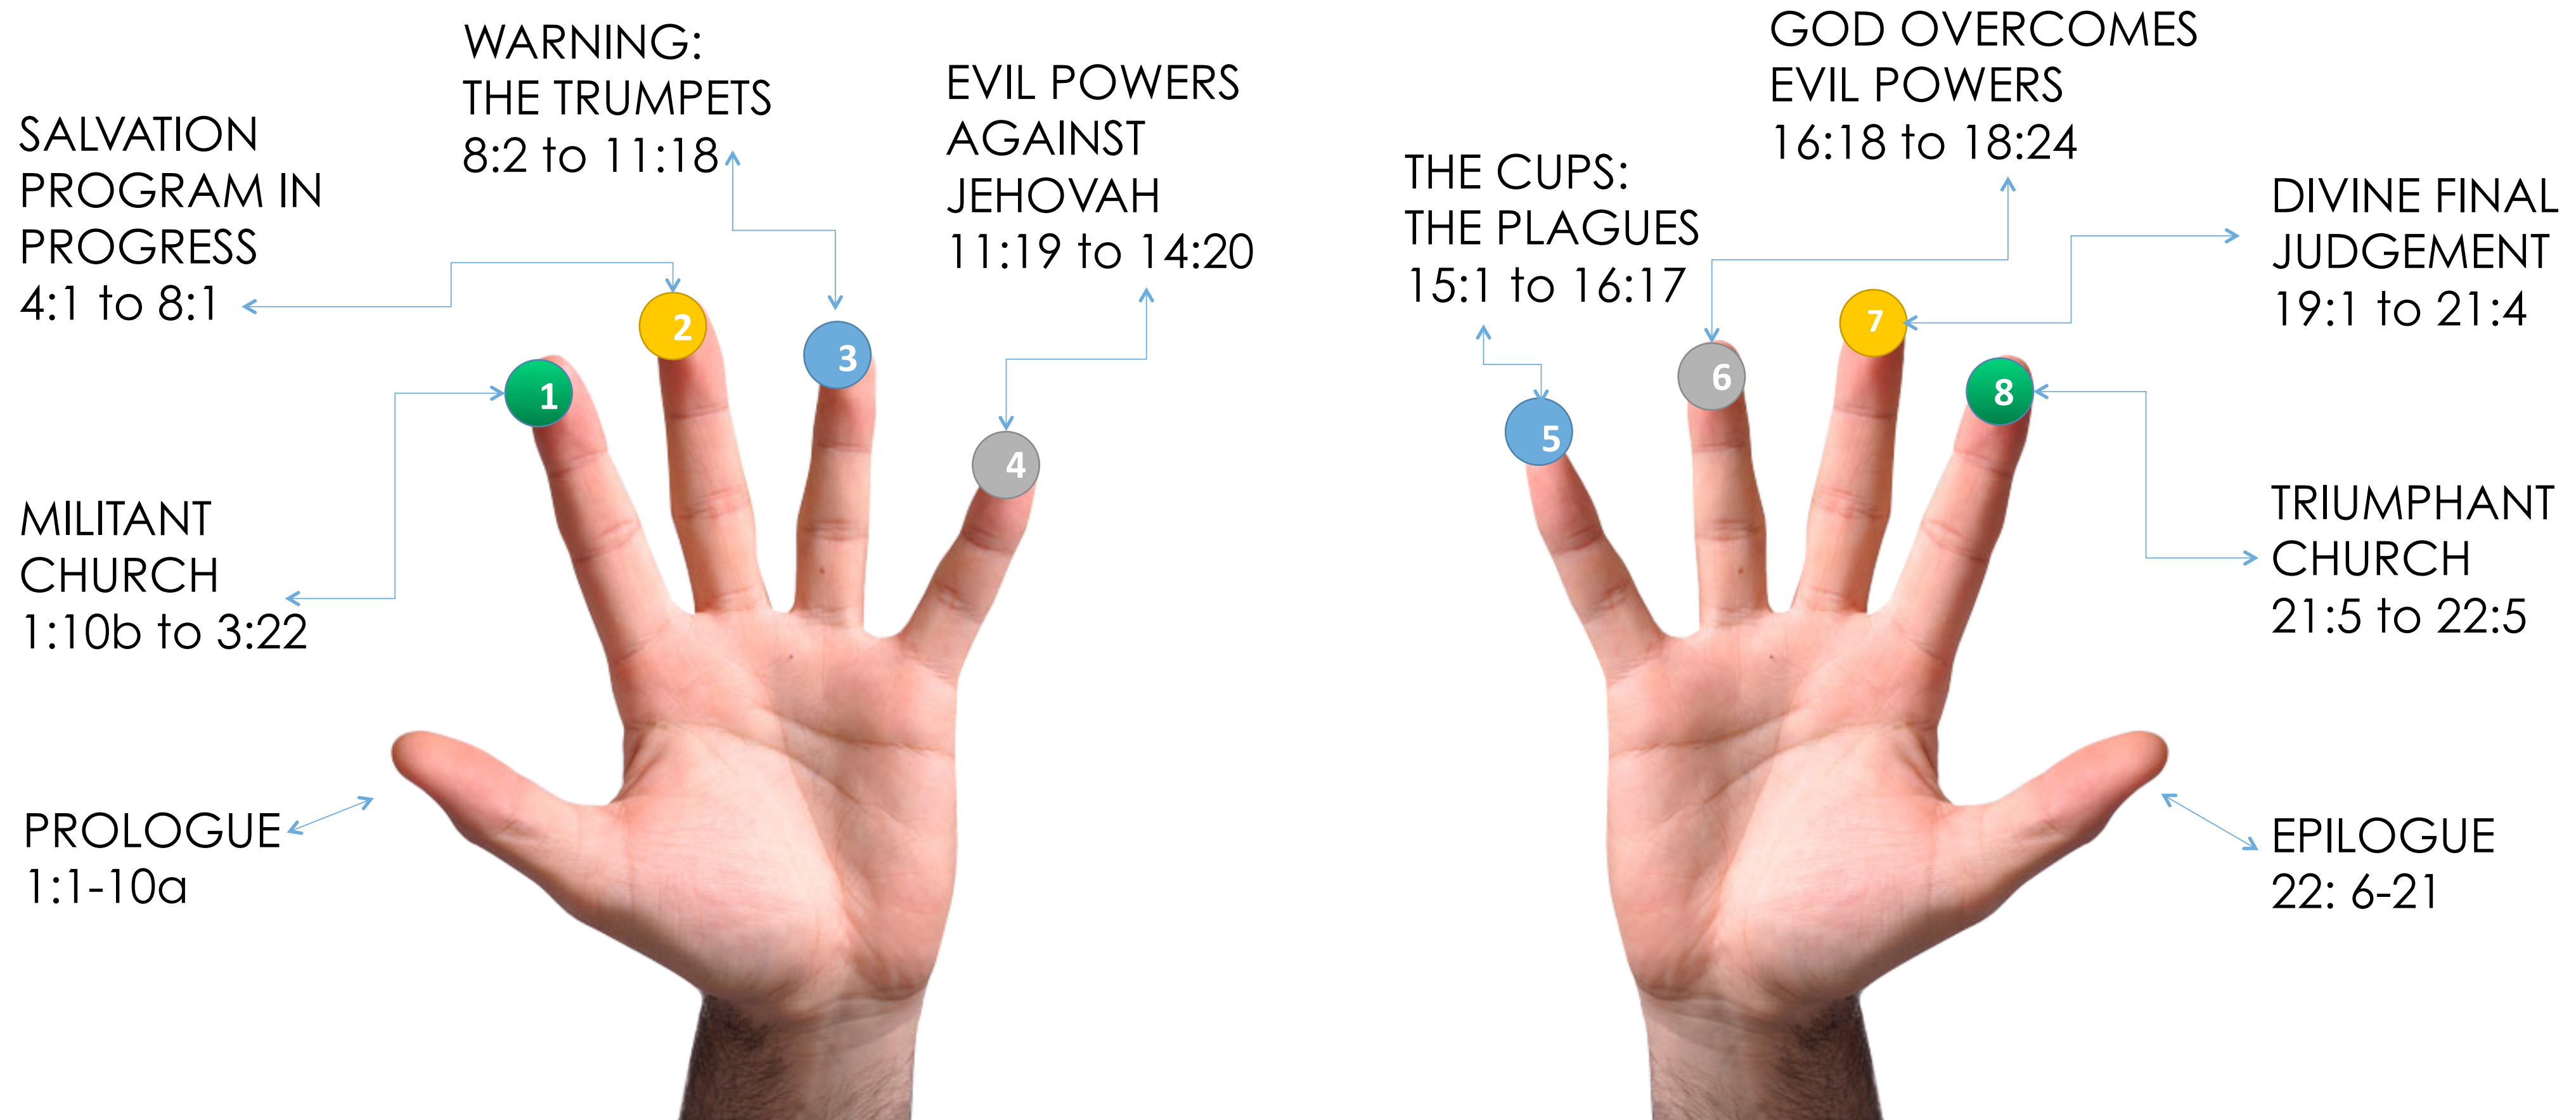 WARNING:
THE TRUMPETS
8:2 to 11:18
GOD OVERCOMES
EVIL POWERS
16:18 to 18:24
EVIL POWERS
AGAINST
JEHOVAH
11:19 to 14:20
SALVATION
PROGRAM IN
PROGRESS
4:1 to 8:1
THE CUPS:
THE PLAGUES
15:1 to 16:17
DIVINE FINAL
JUDGEMENT
19:1 to 21:4
1
2
3
4
5
6
7
8
MILITANT
CHURCH
1:10b to 3:22
TRIUMPHANT
CHURCH
21:5 to 22:5
PROLOGUE
1:1-10a
EPILOGUE
22: 6-21